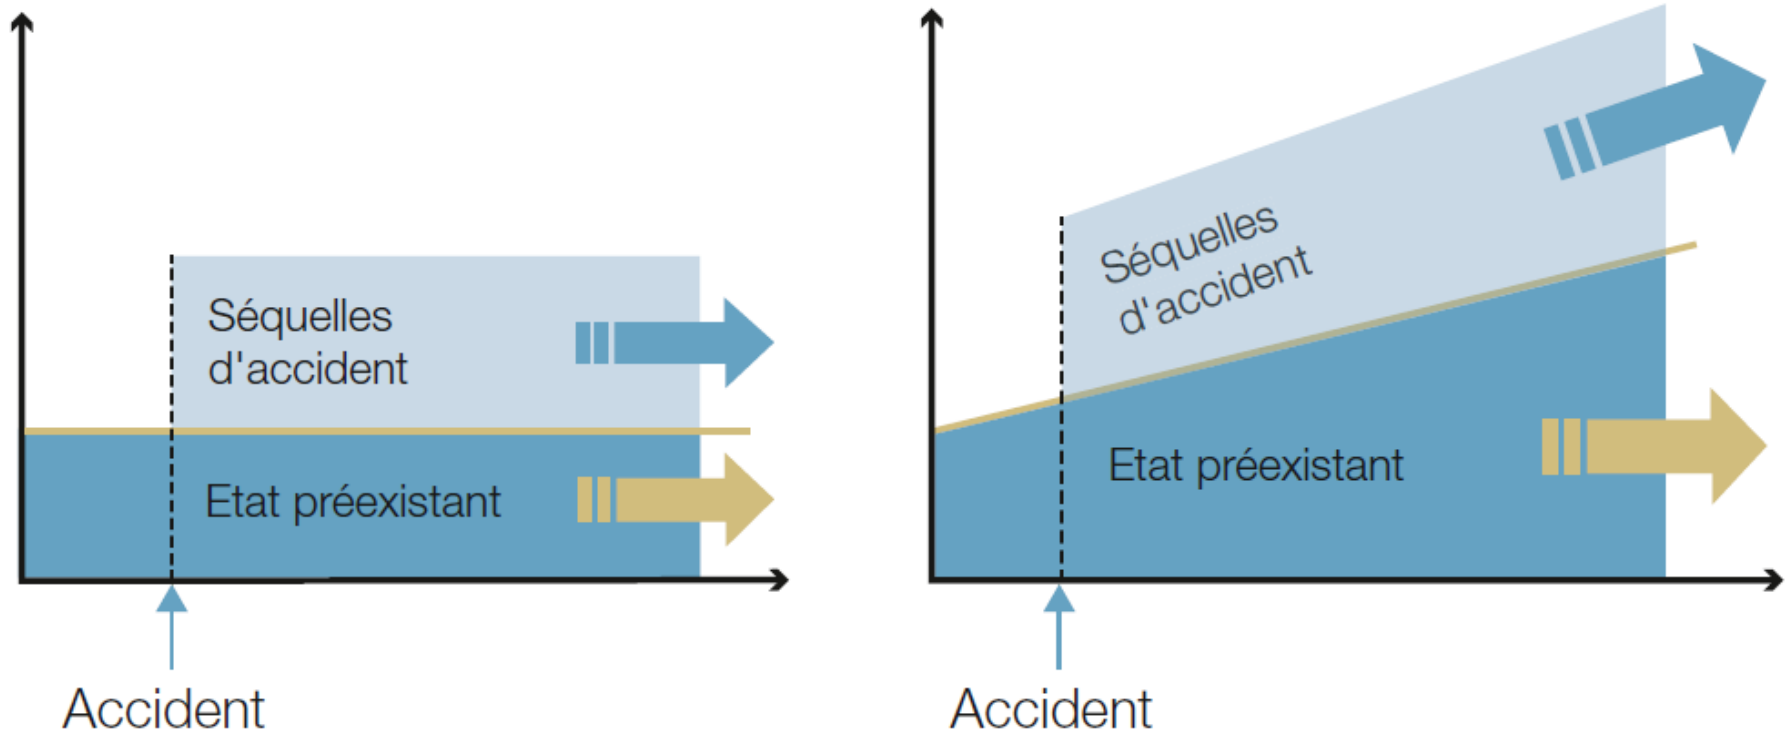 Séquelles
d'accident
Etat préexistant
Accident
Séquelles
d'accident
Etat préexistant
Accident